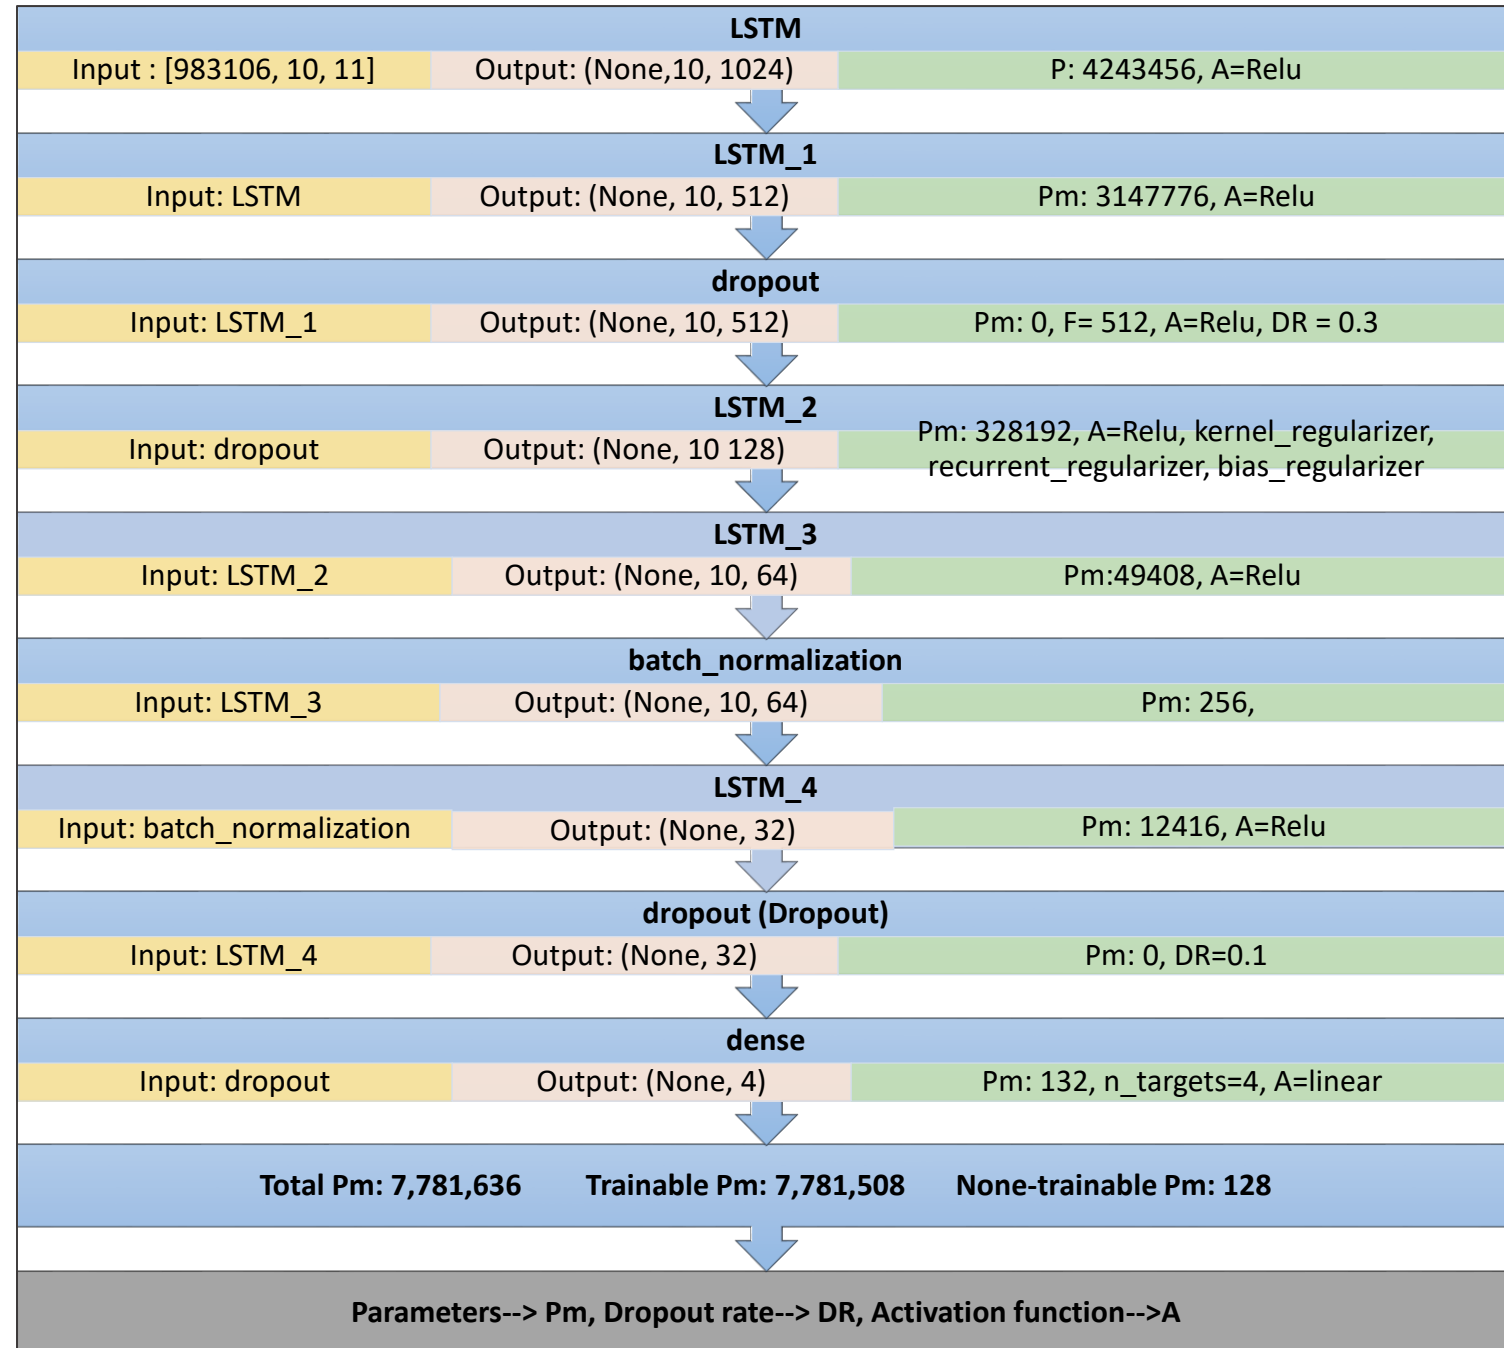 LSTM
Input : [983106, 10, 11] Output: (None,10, 1024) P: 4243456, A=Relu
LSTM_1
Input: LSTM Output: (None, 10, 512) Pm: 3147776, A=Relu
dropout
Input: LSTM_1 Output: (None, 10, 512) Pm: 0, F= 512, A=Relu, DR = 0.3
LSTM_2
Input: dropout Output: (None, 10 128) Pm: 328192, A=Relu, kernel_regularizer,
recurrent_regularizer, bias_regularizer
LSTM_3
Input: LSTM_2 Output: (None, 10, 64) Pm:49408, A=Relu
batch_normalization
Input: LSTM_3 Output: (None, 10, 64) Pm: 256,
LSTM_4
Input: batch_normalization Output: (None, 32) Pm: 12416, A=Relu
dropout (Dropout)
Input: LSTM_4 Output: (None, 32) Pm: 0, DR=0.1
dense
Input: dropout Output: (None, 4) Pm: 132, n_targets=4, A=linear
Total Pm: 7,781,636 Trainable Pm: 7,781,508 None-trainable Pm: 128
Parameters--> Pm, Dropout rate--> DR, Activation function-->A